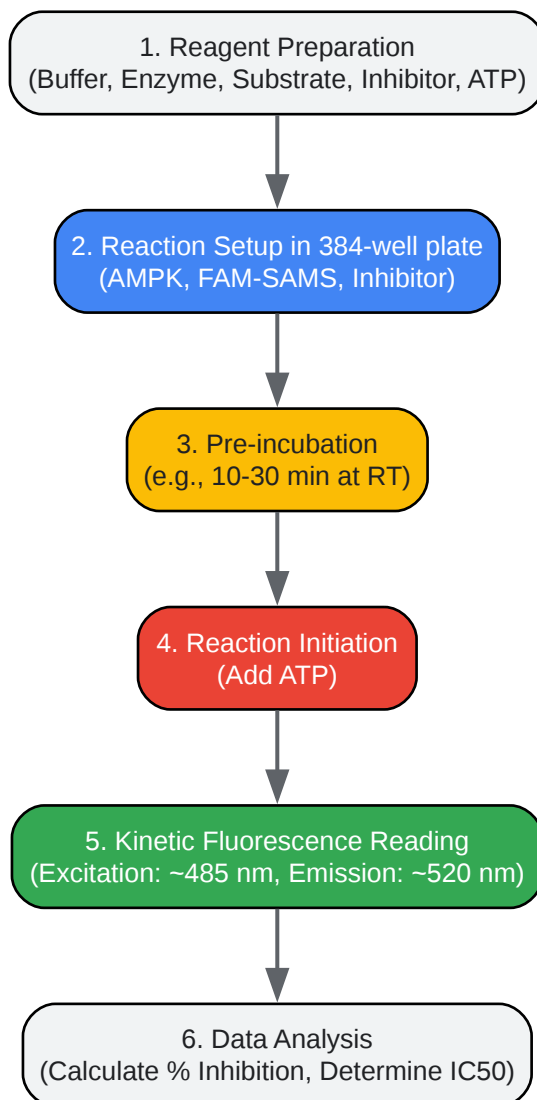 1. Reagent Preparation
(Buffer, Enzyme, Substrate, Inhibitor, ATP)
2. Reaction Setup in 384-well plate
(AMPK, FAM-SAMS, Inhibitor)
3. Pre-incubation
(e.g., 10-30 min at RT)
4. Reaction Initiation
(Add ATP)
5. Kinetic Fluorescence Reading
(Excitation: ~485 nm, Emission: ~520 nm)
6. Data Analysis
(Calculate % Inhibition, Determine IC50)